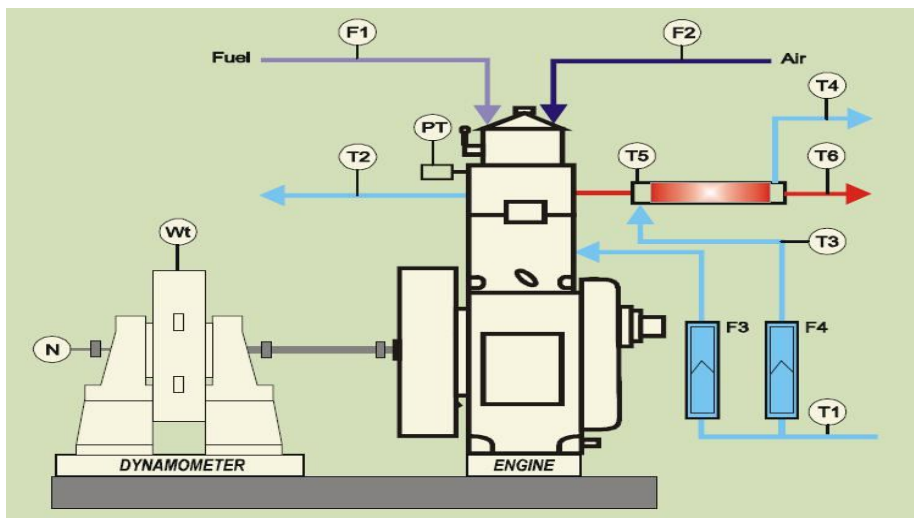 F1
F2
Fuel
Air
T4
PT
T2
T5
T6
Wt
T3
F3
F4
N
T1
DYNAMOMETER
ENGINE